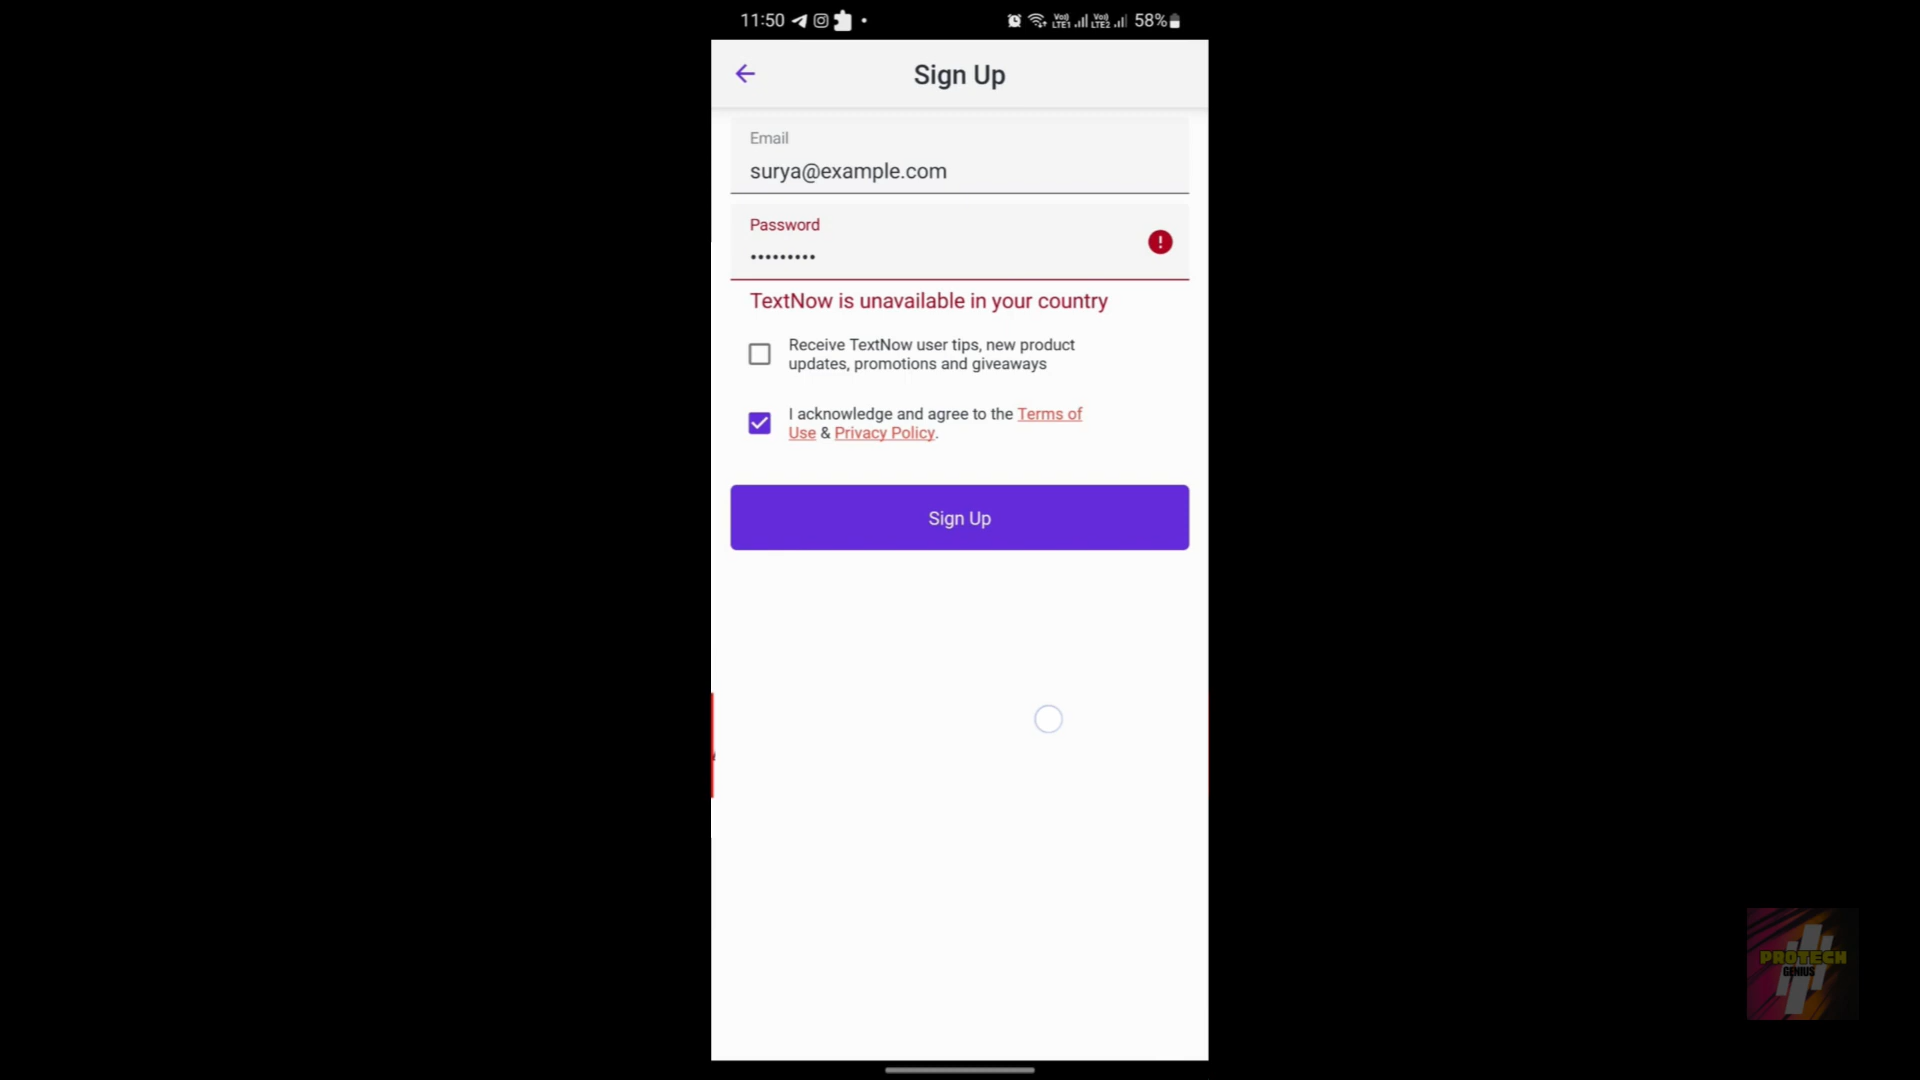 11:50
VoLTE1 VoLTE2 58%
Sign Up
Email
surya@example.com
Password
•••••••••
TextNow is unavailable in your country
Receive TextNow user tips, new product
updates, promotions and giveaways
I acknowledge and agree to the Terms of
Use & Privacy Policy.
Sign Up
PROTECH
GENIUS